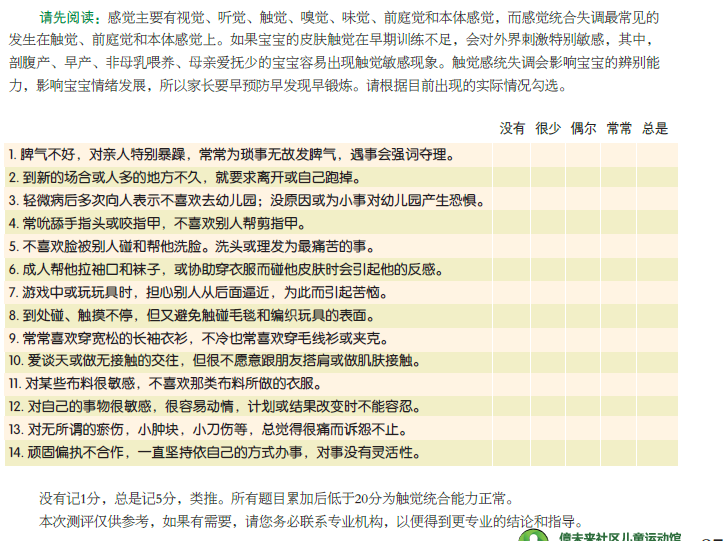 请先阅读：感觉主要有视觉、听觉、触觉、嗅觉、味觉、前庭觉和本体感觉，而感觉统合失调最常见的
发生在触觉、前庭觉和本体感觉上。如果宝宝的皮肤触觉在早期训练不足，会对外界刺激特别敏感，其中，
剖腹产、早产、非母乳喂养、母亲爱抚少的宝宝容易出现触觉敏感现象。触觉感统失调会影响宝宝的辨别能
力，影响宝宝情绪发展，所以家长要早预防早发现早锻炼。请根据目前出现的实际情况勾选。
没有 很少 偶尔 常常 总是
1. 脾气不好，对亲人特别暴躁，常常为琐事无故发脾气，遇事会强词夺理。
2. 到新的场合或人多的地方不久，就要求离开或自己跑掉。
3. 轻微病后多次向人表示不喜欢去幼儿园；没原因或为小事对幼儿园产生恐惧。
4. 常吮舔手指头或咬指甲，不喜欢别人帮剪指甲。
5. 不喜欢脸被别人碰和帮他洗脸。洗头或理发为最痛苦的事。
6. 成人帮他拉袖口和袜子，或协助穿衣服而碰他皮肤时会引起他的反感。
7. 游戏中或玩玩具时，担心别人从后面逼近，为此而引起苦恼。
8. 到处碰、触摸不停，但又避免触碰毛毯和编织玩具的表面。
9. 常常喜欢穿宽松的长袖衣衫，不冷也常喜欢穿毛线衫或夹克。
10. 爱谈天或做无接触的交往，但很不愿意跟朋友搭肩或做肌肤接触。
11. 对某些布料很敏感，不喜欢那类布料所做的衣服。
12. 对自己的事物很敏感，很容易动情，计划或结果改变时不能容忍。
13. 对无所谓的瘀伤，小肿块，小刀伤等，总觉得很痛而诉怨不止。
14. 顽固偏执不合作，一直坚持依自己的方式办事，对事没有灵活性。
没有记1分，总是记5分，类推。所有题目累加后低于20分为触觉统合能力正常。
本次测评仅供参考，如果有需要，请您务必联系专业机构，以便得到更专业的结论和指导。